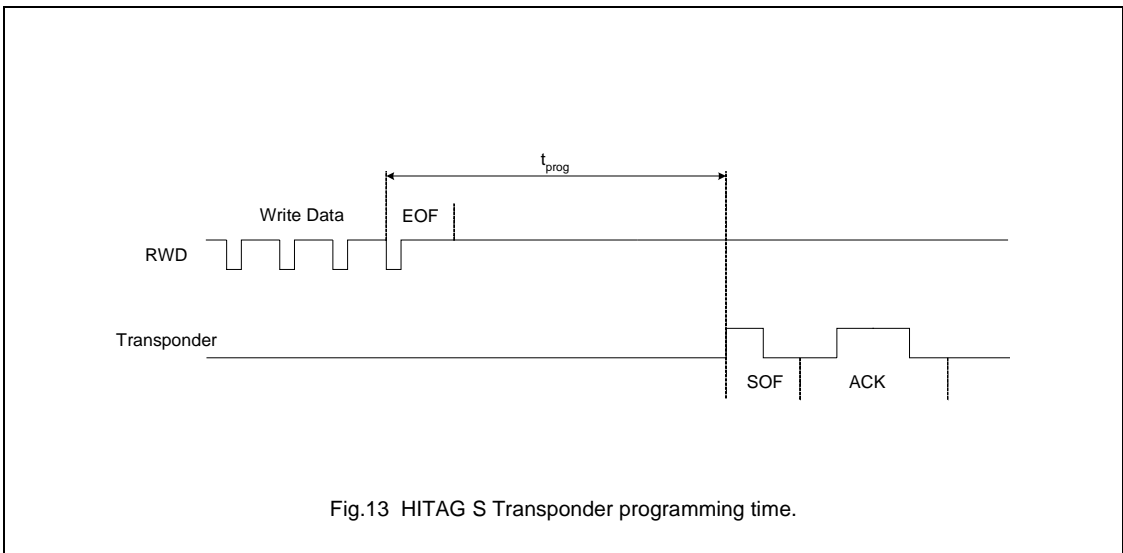 t_prog
Write Data EOF
RWD
Transponder
SOF ACK
Fig.13 HITAG S Transponder programming time.